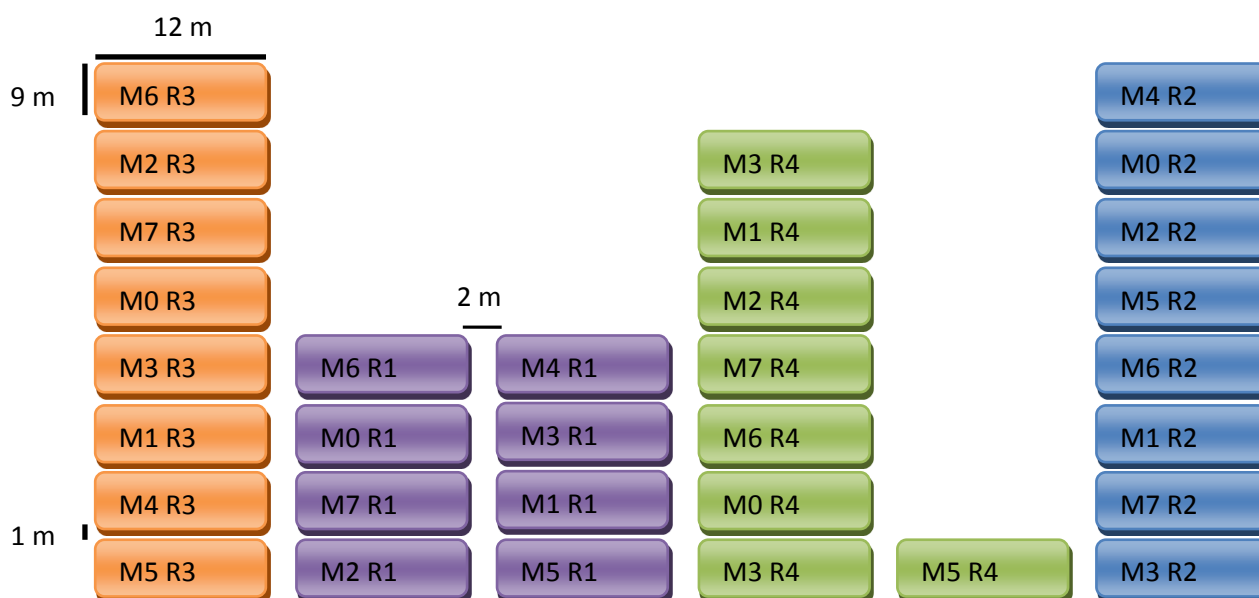 12 m
9 m
M6 R3
M4 R2
M2 R3
M3 R4
M0 R2
M7 R3
M1 R4
M2 R2
M0 R3
2 m
M2 R4
M5 R2
M3 R3
M6 R1
M4 R1
M7 R4
M6 R2
M1 R3
M0 R1
M3 R1
M6 R4
M1 R2
M4 R3
M7 R1
M1 R1
M0 R4
M7 R2
1 m
M5 R3
M2 R1
M5 R1
M3 R4
M5 R4
M3 R2